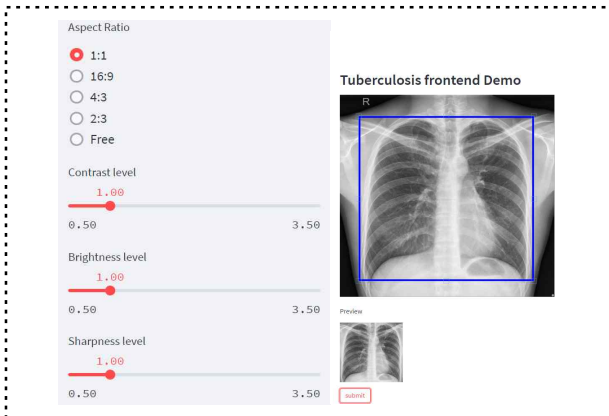 Aspect Ratio
1:1
16:9
4:3
2:3
Free
Contrast level
1.00
0.50 3.50
Brightness level
1.00
0.50 3.50
Sharpness level
1.00
0.50 3.50
Tuberculosis frontend Demo
R
Preview
submit